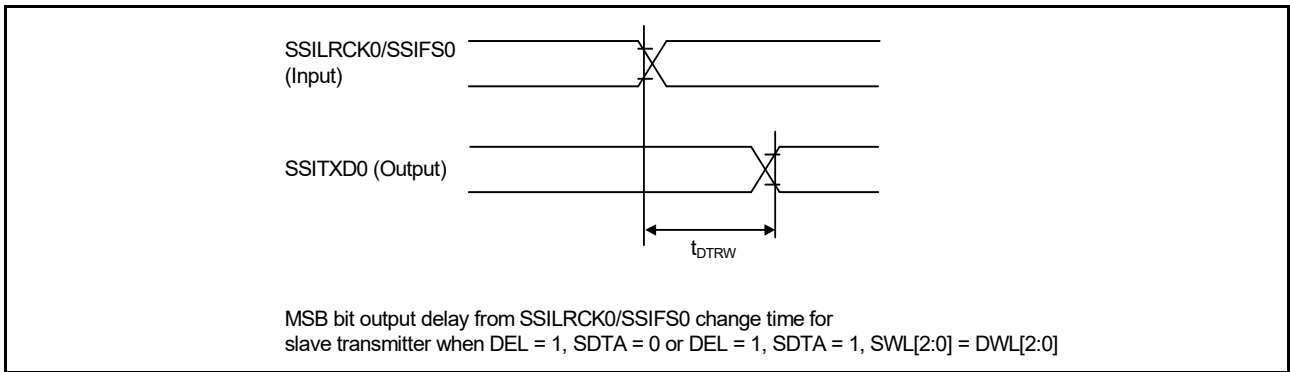 SSILRCK0/SSIFS0
(Input)
SSITXD0 (Output)
tDTRW
MSB bit output delay from SSILRCK0/SSIFS0 change time for
slave transmitter when DEL = 1, SDTA = 0 or DEL = 1, SDTA = 1, SWL[2:0] = DWL[2:0]